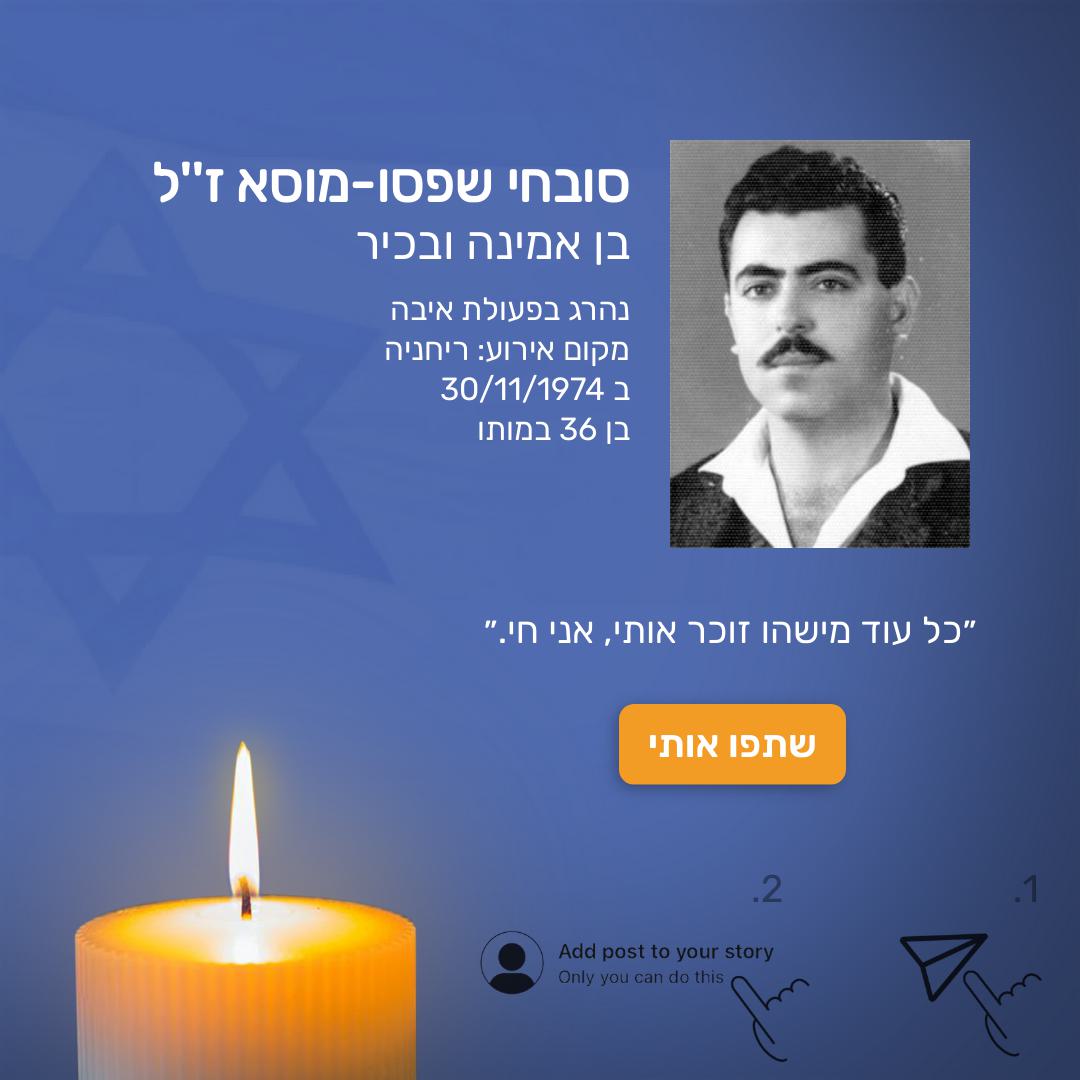 סובחי שפסו-מוסא ז"ל
בן אמינה ובכיר
נהרג בפעולת איבה
מקום אירוע: ריחניה
ב 30/11/1974
בן 36 במותו
״כל עוד מישהו זוכר אותי, אני חי.״
שתפו אותי
.1
.2
Add post to your story
Only you can do this